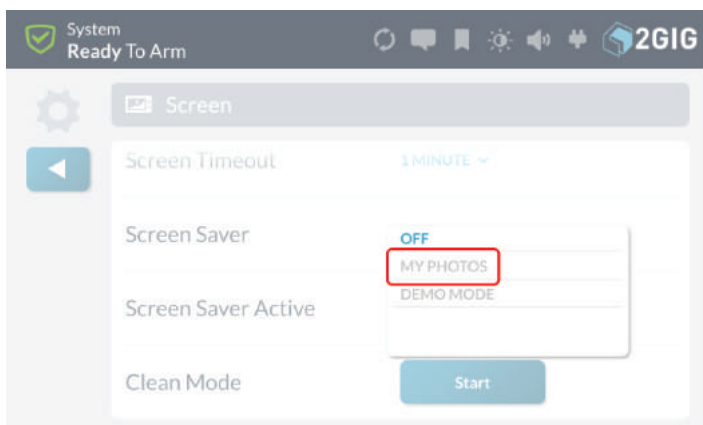 System
Ready To Arm
2GIG
Screen
Screen Timeout
1 MINUTE
Screen Saver
OFF
MY PHOTOS
DEMO MODE
Screen Saver Active
Clean Mode
Start